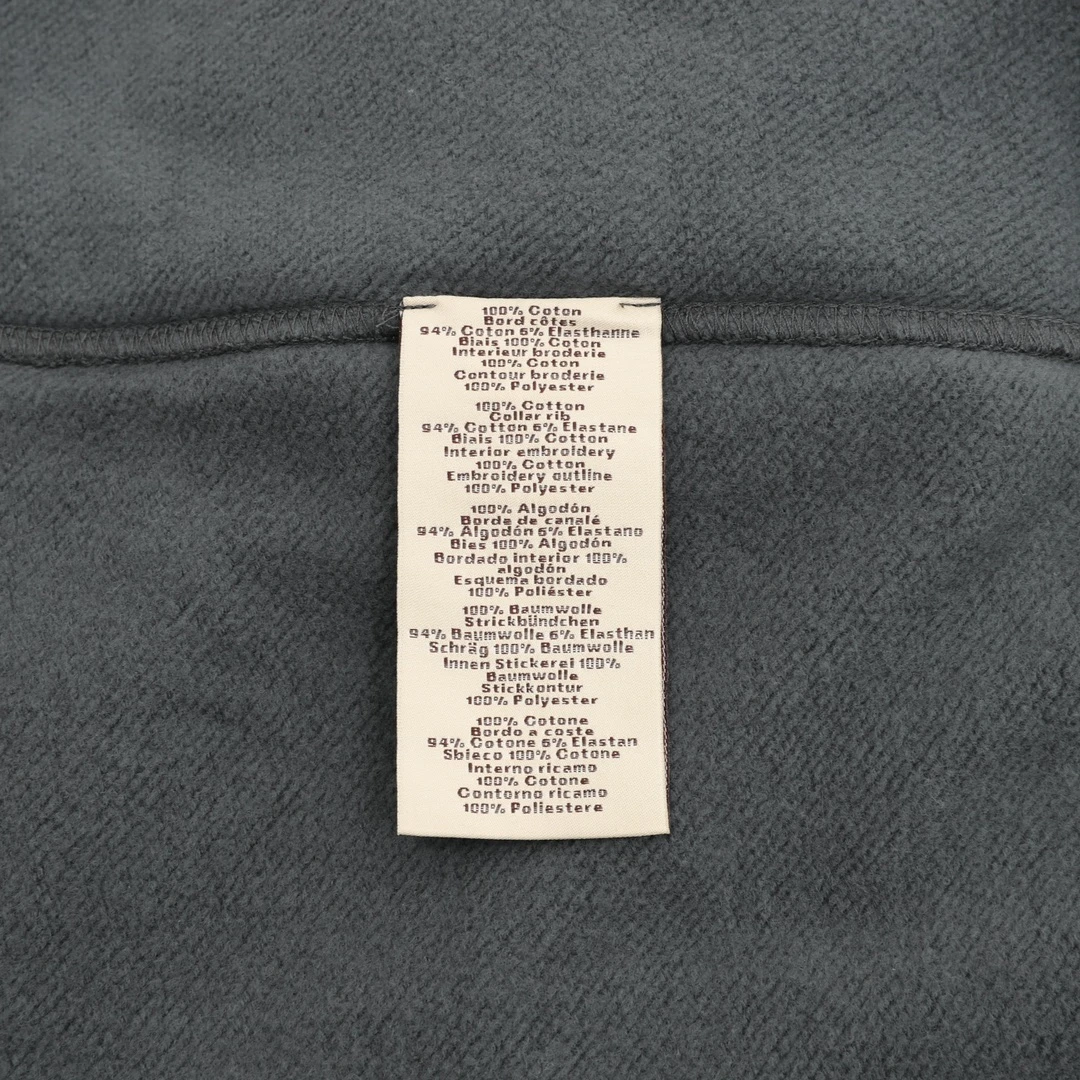 100% Coton
Bord côtes
94% Coton 6% Elasthanne
Biais 100% Coton
Interieur broderie
100% Coton
Contour broderie
100% Polyester
100% Cotton
Collar rib
94% Cotton 6% Elastane
Biais 100% Cotton
Interior embroidery
100% Cotton
Embroidery outline
100% Polyester
100% Algodón
Borde de canalé
94% Algodón 6% Elastano
Bies 100% Algodón
Bordado interior 100%
algodón
Esquema bordado
100% Poliéster
100% Baumwolle
Strickbündchen
94% Baumwolle 6% Elasthan
Schräg 100% Baumwolle
Innen Stickerei 100%
Baumwolle
Stickkontur
100% Polyester
100% Cotone
Bordo a coste
94% Cotone 6% Elastan
Sbieco 100% Cotone
Interno ricamo
100% Cotone
Contorno ricamo
100% Poliestere